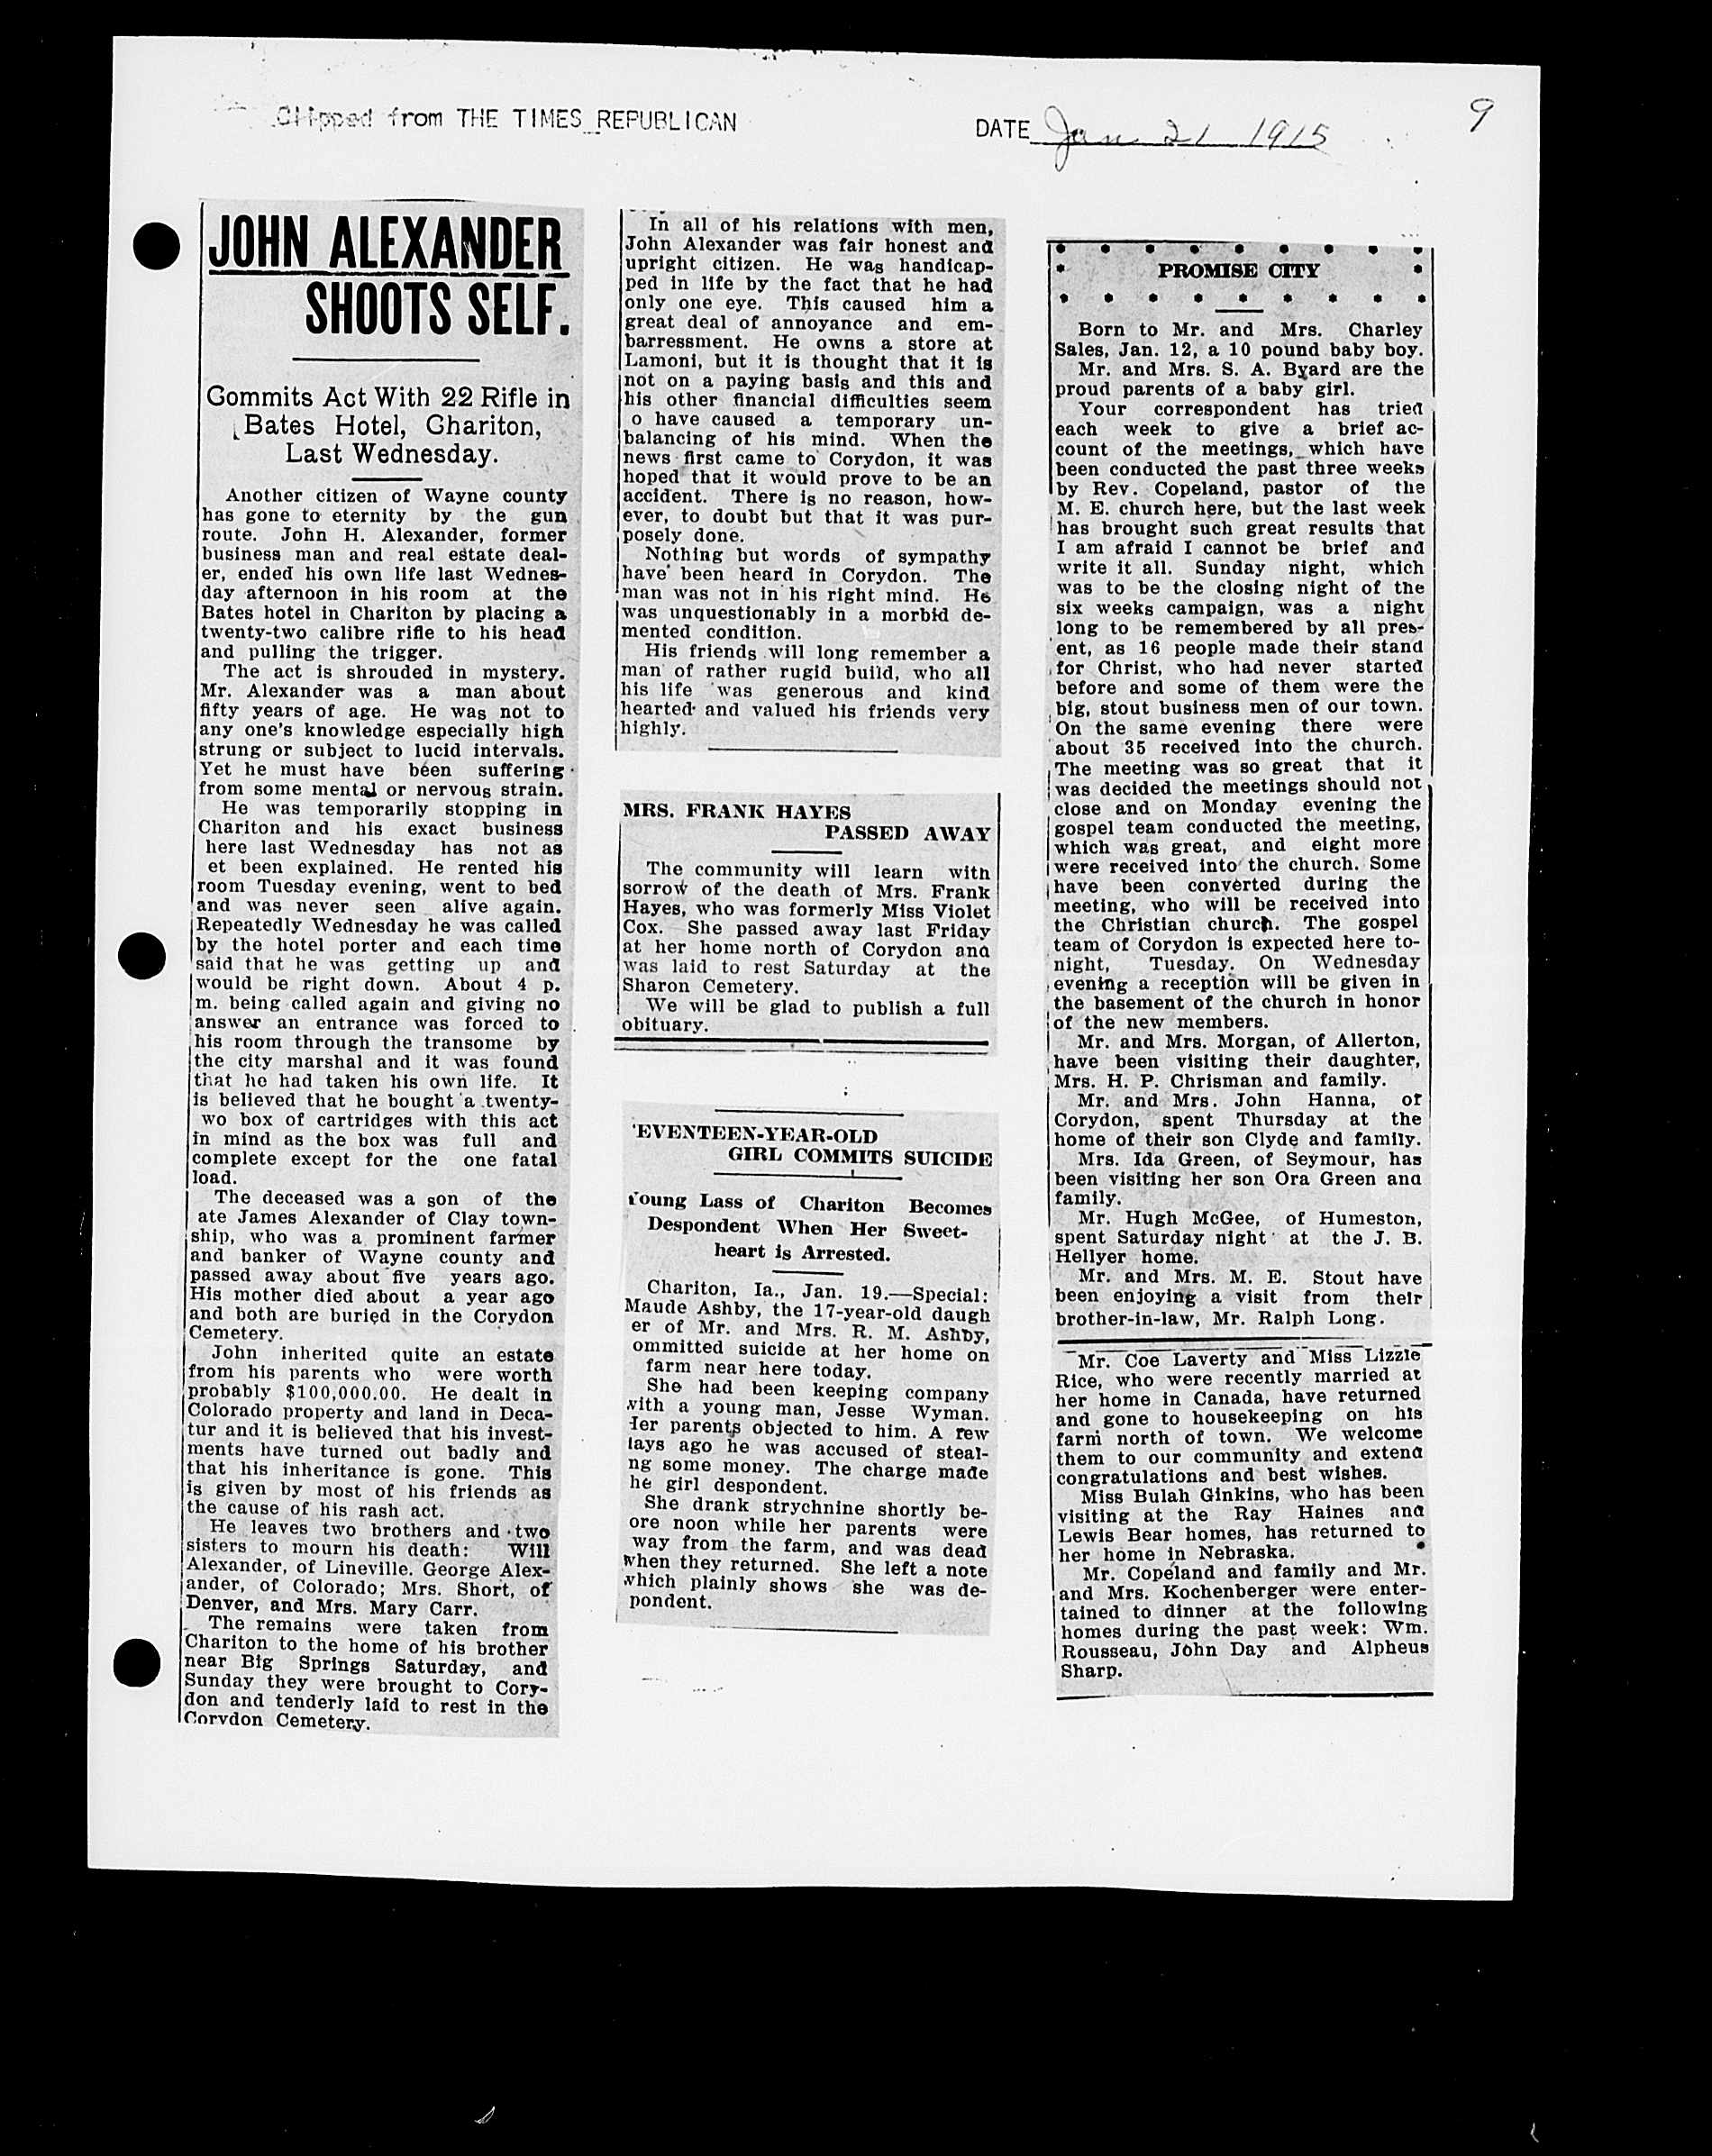 Clipped from THE TIMES REPUBLICAN
DATE Jan 21 1915
9
JOHN ALEXANDER
SHOOTS SELF.
Commits Act With 22 Rifle in
Bates Hotel, Chariton,
Last Wednesday.
Another citizen of Wayne county
has gone to eternity by the gun
route. John H. Alexander, former
business man and real estate deal-
er, ended his own life last Wednes-
day afternoon in his room at the
Bates hotel in Chariton by placing a
twenty-two calibre rifle to his head
and pulling the trigger.
The act is shrouded in mystery.
Mr. Alexander was a man about
fifty years of age. He was not to
any one's knowledge especially high
strung or subject to lucid intervals.
Yet he must have been suffering
from some mental or nervous strain.
He was temporarily stopping in
Chariton and his exact business
here last Wednesday has not as
et been explained. He rented his
room Tuesday evening, went to bed
and was never seen alive again.
Repeatedly Wednesday he was called
by the hotel porter and each time
said that he was getting up and
would be right down. About 4 p.
m. being called again and giving no
answer an entrance was forced to
his room through the transome by
the city marshal and it was found
that he had taken his own life. It
is believed that he bought a twenty-
wo box of cartridges with this act
in mind as the box was full and
complete except for the one fatal
load.
The deceased was a son of the
ate James Alexander of Clay town-
ship, who was a prominent farmer
and banker of Wayne county and
passed away about five years ago.
His mother died about a year ago
and both are buried in the Corydon
Cemetery.
John inherited quite an estate
from his parents who were worth
probably $100,000.00. He dealt in
Colorado property and land in Deca-
tur and it is believed that his invest-
ments have turned out badly and
that his inheritance is gone. This
is given by most of his friends as
the cause of his rash act.
He leaves two brothers and two
sisters to mourn his death: Will
Alexander, of Lineville. George Alex-
ander, of Colorado; Mrs. Short, of
Denver, and Mrs. Mary Carr.
The remains were taken from
Chariton to the home of his brother
near Big Springs Saturday, and
Sunday they were brought to Cory-
don and tenderly laid to rest in the
Corydon Cemetery.
In all of his relations with men,
John Alexander was fair honest and
upright citizen. He was handicap-
ped in life by the fact that he had
only one eye. This caused him a
great deal of annoyance and em-
barressment. He owns a store at
Lamoni, but it is thought that it is
not on a paying basis and this and
his other financial difficulties seem
o have caused a temporary un-
balancing of his mind. When the
news first came to Corydon, it was
hoped that it would prove to be an
accident. There is no reason, how-
ever, to doubt but that it was pur-
posely done.
Nothing but words of sympathy
have been heard in Corydon. The
man was not in his right mind. He
was unquestionably in a morbid de-
mented condition.
His friends will long remember a
man of rather rugid build, who all
his life was generous and kind
hearted and valued his friends very
highly.
MRS. FRANK HAYES
PASSED AWAY
The community will learn with
sorrow of the death of Mrs. Frank
Hayes, who was formerly Miss Violet
Cox. She passed away last Friday
at her home north of Corydon and
was laid to rest Saturday at the
Sharon Cemetery.
We will be glad to publish a full
obituary.
'EVENTEEN-YEAR-OLD
GIRL COMMITS SUICIDE
Young Lass of Chariton Becomes
Despondent When Her Sweet-
heart is Arrested.
Chariton, Ia., Jan. 19.—Special:
Maude Ashby, the 17-year-old daugh
er of Mr. and Mrs. R. M. Ashby,
ommitted suicide at her home on
farm near here today.
She had been keeping company
with a young man, Jesse Wyman.
Her parents objected to him. A few
lays ago he was accused of steal-
ng some money. The charge made
he girl despondent.
She drank strychnine shortly be-
ore noon while her parents were
way from the farm, and was dead
when they returned. She left a note
which plainly shows she was de-
pondent.
PROMISE CITY
Born to Mr. and Mrs. Charley
Sales, Jan. 12, a 10 pound baby boy.
Mr. and Mrs. S. A. Byard are the
proud parents of a baby girl.
Your correspondent has tried
each week to give a brief ac-
count of the meetings, which have
been conducted the past three weeks
by Rev. Copeland, pastor of the
M. E. church here, but the last week
has brought such great results that
I am afraid I cannot be brief and
write it all. Sunday night, which
was to be the closing night of the
six weeks campaign, was a night
long to be remembered by all pres-
ent, as 16 people made their stand
for Christ, who had never started
before and some of them were the
big, stout business men of our town.
On the same evening there were
about 35 received into the church.
The meeting was so great that it
was decided the meetings should not
close and on Monday evening the
gospel team conducted the meeting,
which was great, and eight more
were received into the church. Some
have been converted during the
meeting, who will be received into
the Christian church. The gospel
team of Corydon is expected here to-
night, Tuesday. On Wednesday
evening a reception will be given in
the basement of the church in honor
of the new members.
Mr. and Mrs. Morgan, of Allerton,
have been visiting their daughter,
Mrs. H. P. Chrisman and family.
Mr. and Mrs. John Hanna, of
Corydon, spent Thursday at the
home of their son Clyde and family.
Mrs. Ida Green, of Seymour, has
been visiting her son Ora Green and
family.
Mr. Hugh McGee, of Humeston,
spent Saturday night at the J. B.
Hellyer home.
Mr. and Mrs. M. E. Stout have
been enjoying a visit from their
brother-in-law, Mr. Ralph Long.
Mr. Coe Laverty and Miss Lizzie
Rice, who were recently married at
her home in Canada, have returned
and gone to housekeeping on his
farm north of town. We welcome
them to our community and extend
congratulations and best wishes.
Miss Bulah Ginkins, who has been
visiting at the Ray Haines and
Lewis Bear homes, has returned to
her home in Nebraska.
Mr. Copeland and family and Mr.
and Mrs. Kochenberger were enter-
tained to dinner at the following
homes during the past week: Wm.
Rousseau, John Day and Alpheus
Sharp.